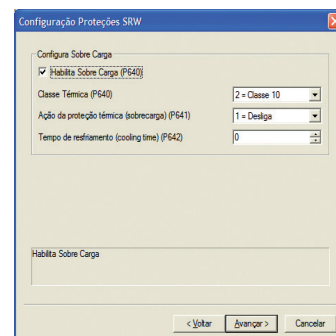 Configuração Proteções SRW
Configura Sobre Carga
Habilita Sobre Carga (P640)
Classe Térmica (P640)
2 = Classe 10
Ação da proteção térmica (sobrecarga) (P641)
1 = Desliga
Tempo de resfriamento (cooling time) (P642)
0
Habilita Sobre Carga
< Voltar
Avançar >
Cancelar